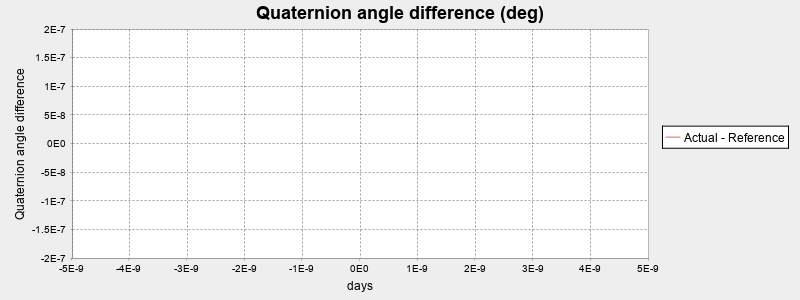 Quaternion angle difference (deg)
2E-7
1.5E-7
1E-7
5E-8
0E0
-5E-8
-1E-7
-1.5E-7
-2E-7
Quaternion angle difference
-5E-9 -4E-9 -3E-9 -2E-9 -1E-9 0E0 1E-9 2E-9 3E-9 4E-9 5E-9
days
Actual - Reference